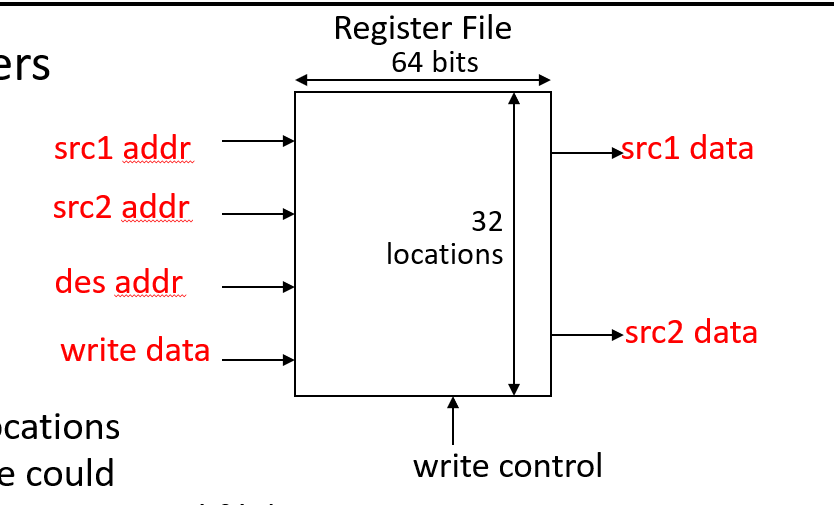 Register File
ers
64 bits
src1 addr
src1 data
src2 addr
32
locations
des addr
src2 data
write data
ocations
write control
e could